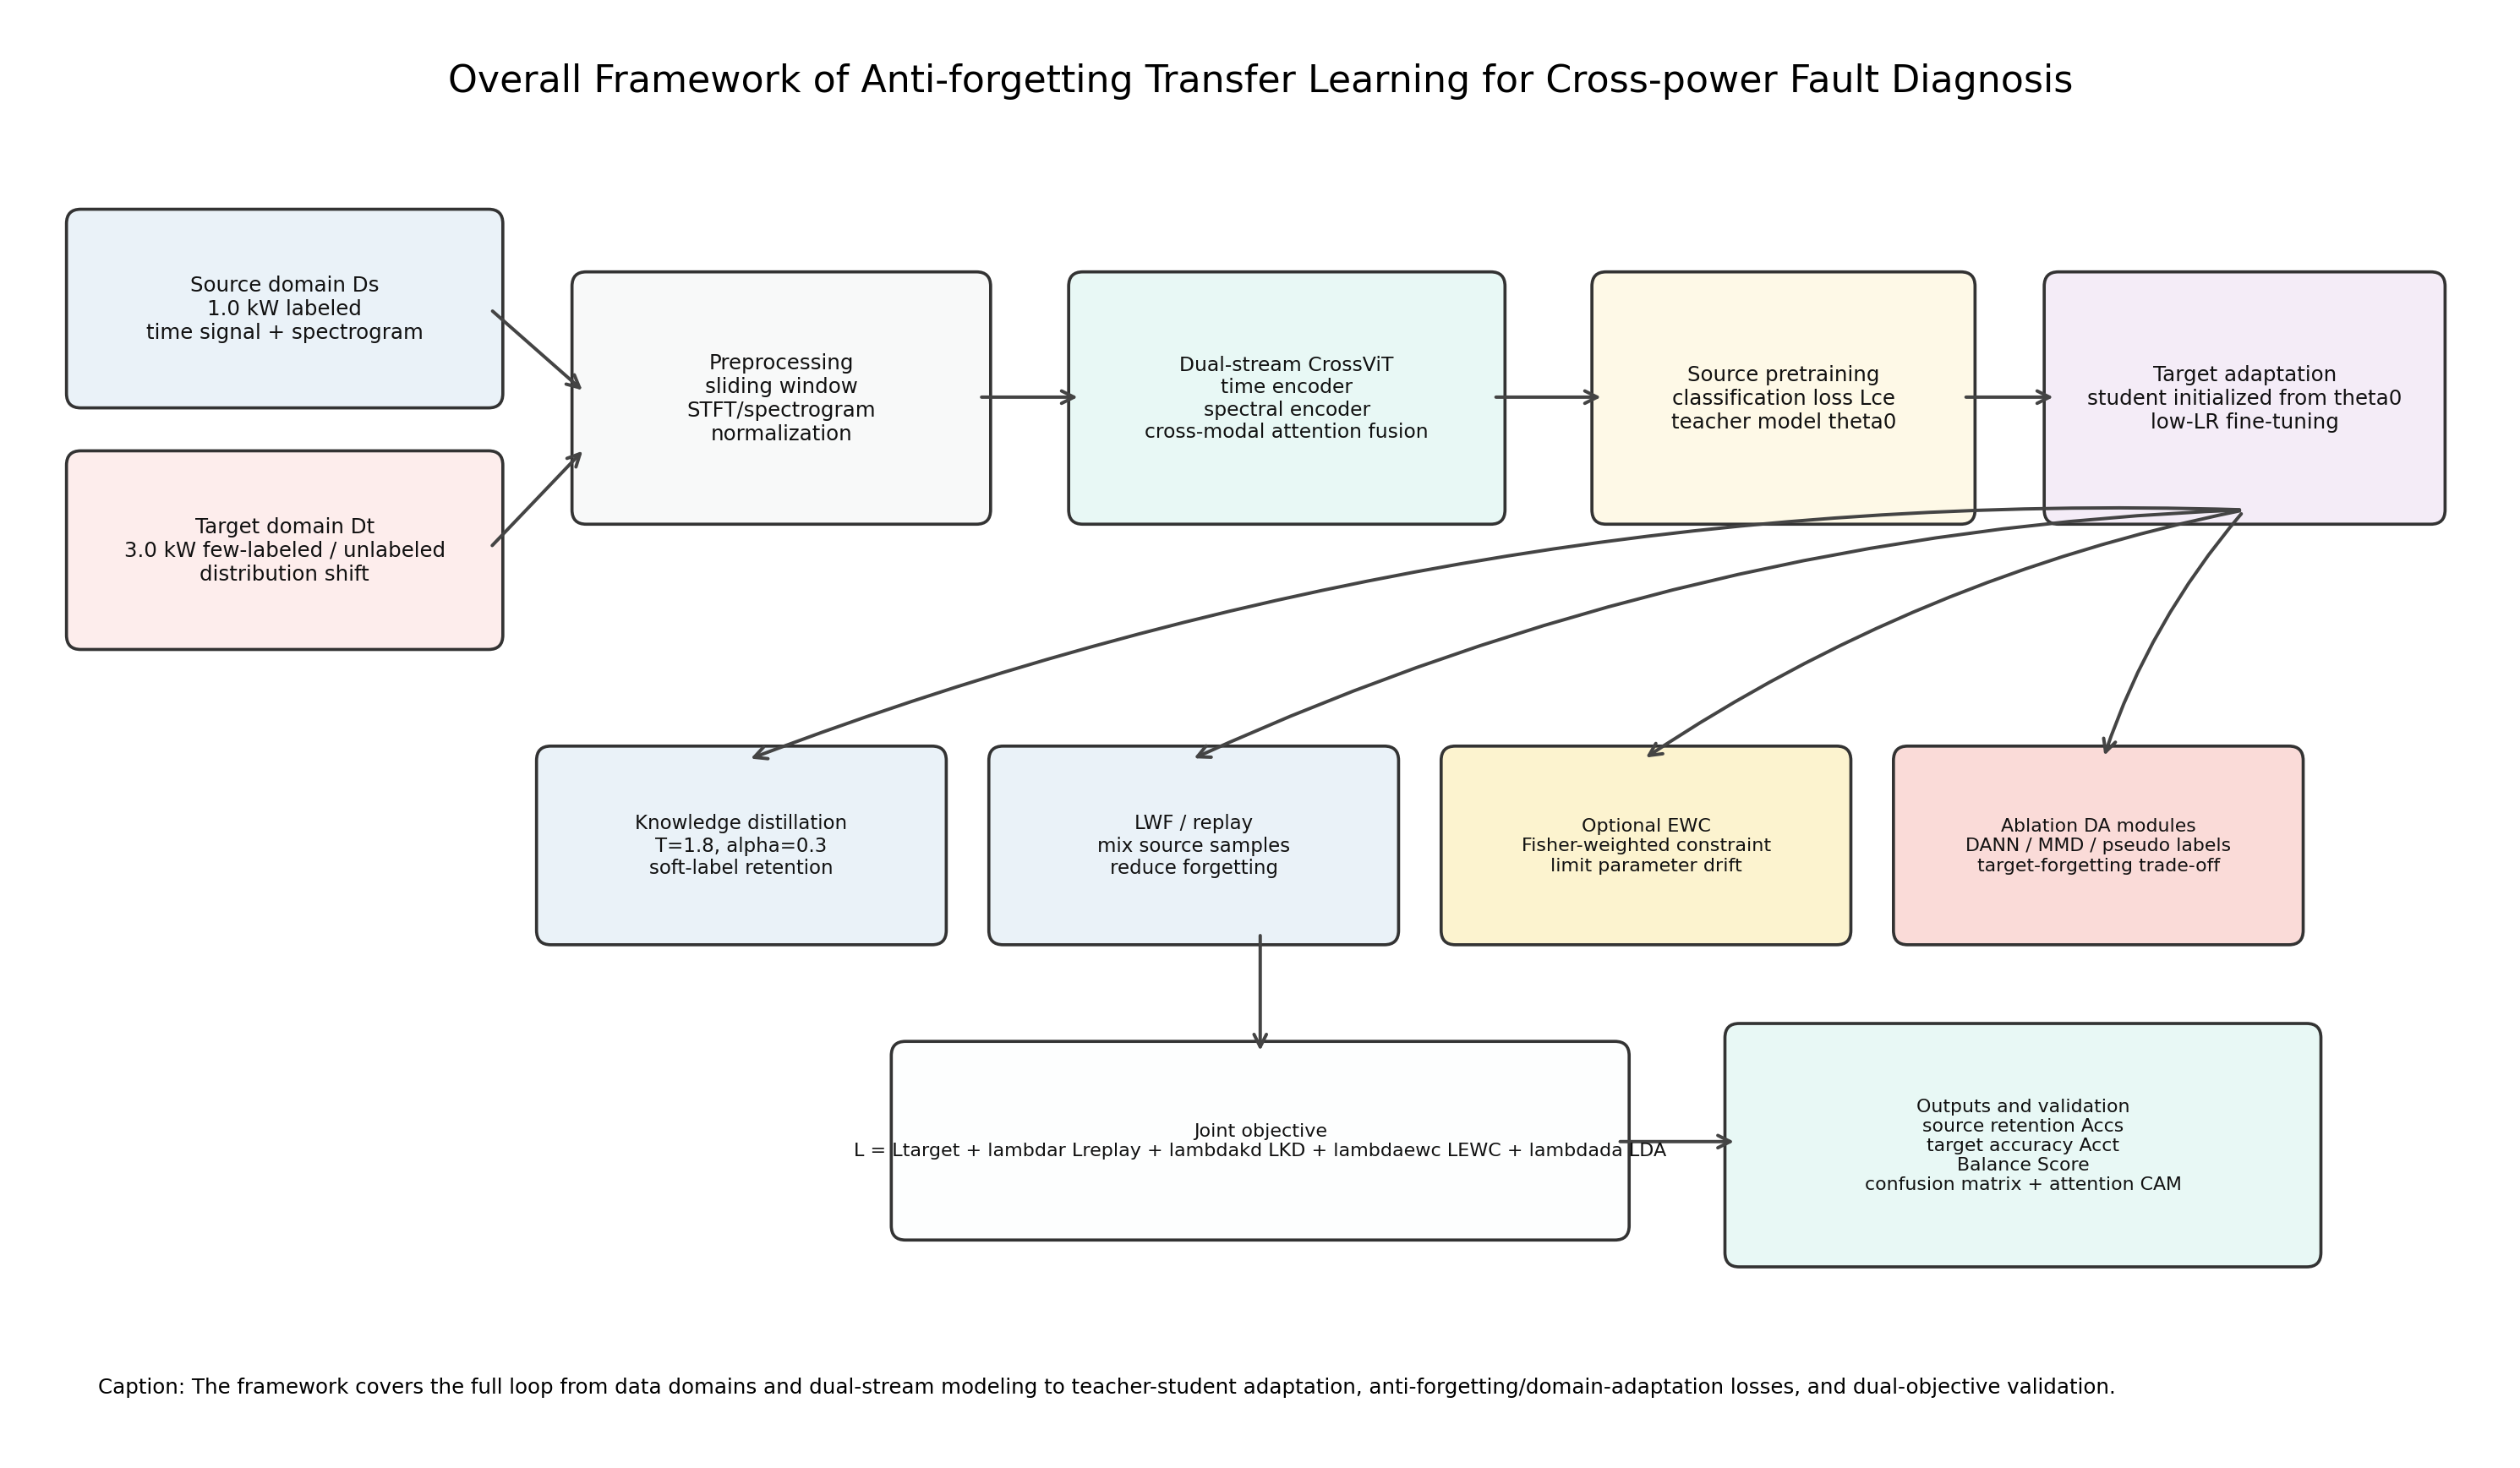 Overall Framework of Anti-forgetting Transfer Learning for Cross-power Fault Diagnosis
Source domain Ds
1.0 kW labeled
time signal + spectrogram
Target domain Dt
3.0 kW few-labeled / unlabeled
distribution shift
Preprocessing
sliding window
STFT/spectrogram
normalization
Dual-stream CrossViT
time encoder
spectral encoder
cross-modal attention fusion
Source pretraining
classification loss Lce
teacher model theta0
Target adaptation
student initialized from theta0
low-LR fine-tuning
Knowledge distillation
T=1.8, alpha=0.3
soft-label retention
LWF / replay
mix source samples
reduce forgetting
Optional EWC
Fisher-weighted constraint
limit parameter drift
Ablation DA modules
DANN / MMD / pseudo labels
target-forgetting trade-off
Joint objective
L = Ltarget + lambdar Lreplay + lambdakd LKD + lambdaewc LEWC + lambdada LDA
Outputs and validation
source retention Accs
target accuracy Acct
Balance Score
confusion matrix + attention CAM
Caption: The framework covers the full loop from data domains and dual-stream modeling to teacher-student adaptation, anti-forgetting/domain-adaptation losses, and dual-objective validation.